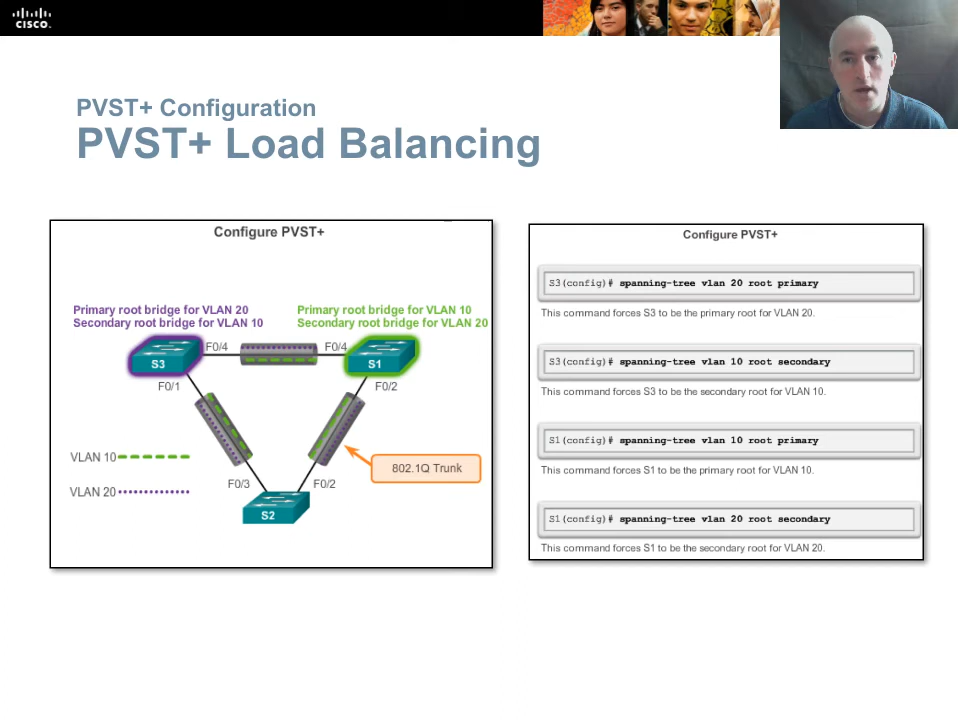 CISCO.
PVST+ Configuration
PVST+ Load Balancing
Configure PVST+
Primary root bridge for VLAN 20
Secondary root bridge for VLAN 10
Primary root bridge for VLAN 10
Secondary root bridge for VLAN 20
F0/4
F0/4
S3
S1
F0/1
F0/2
VLAN 10
802.1Q Trunk
VLAN 20
F0/3
F0/2
S2
Configure PVST+
S3(config)# spanning-tree vlan 20 root primary
This command forces S3 to be the primary root for VLAN 20.
S3(config)# spanning-tree vlan 10 root secondary
This command forces S3 to be the secondary root for VLAN 10.
S1(config)# spanning-tree vlan 10 root primary
This command forces S1 to be the primary root for VLAN 10.
S1(config)# spanning-tree vlan 20 root secondary
This command forces S1 to be the secondary root for VLAN 20.